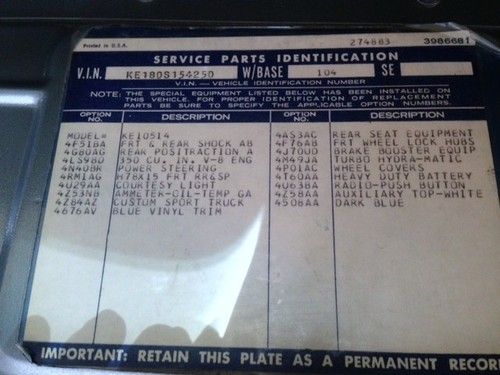 Printed in U.S.A. 274883 3986681
SERVICE PARTS IDENTIFICATION
V.I.N. KE180S154250 W/BASE 104 SE
V.I.N. — VEHICLE IDENTIFICATION NUMBER
NOTE: THE SPECIAL EQUIPMENT LISTED BELOW HAS BEEN INSTALLED ON
THIS VEHICLE. FOR PROPER IDENTIFICATION OF REPLACEMENT
PARTS BE SURE TO SPECIFY THE APPLICABLE OPTION NUMBERS.
OPTION NO. DESCRIPTION OPTION NO. DESCRIPTION
MODEL= KE10514 4AS3AC REAR SEAT EQUIPMENT
4F51BA FRT & REAR SHOCK AB 4F76AB FRT WHEEL LOCK HUBS
RE80AG REAR POSITRACTION A 4J70UD BRAKE BOOSTER EQUIP
4LS98D 350 CU. IN. V-8 ENG 4M49JA TURBO HYDRA-MATIC
4N40BR POWER STEERING 4P01AC WHEEL COVERS
4RM1AG H78X15 FRT RR&SP 4T60AA HEAVY DUTY BATTERY
4U29AA COURTESY LIGHT 4U63BA RADIO-PUSH BUTTON
4Z53NB AMMETER-OIL-TEMP GA 4Z58AA AUXILIARY TOP-WHITE
4Z84AZ CUSTOM SPORT TRUCK 4508AA DARK BLUE
4676AV BLUE VINYL TRIM
IMPORTANT: RETAIN THIS PLATE AS A PERMANENT RECOR